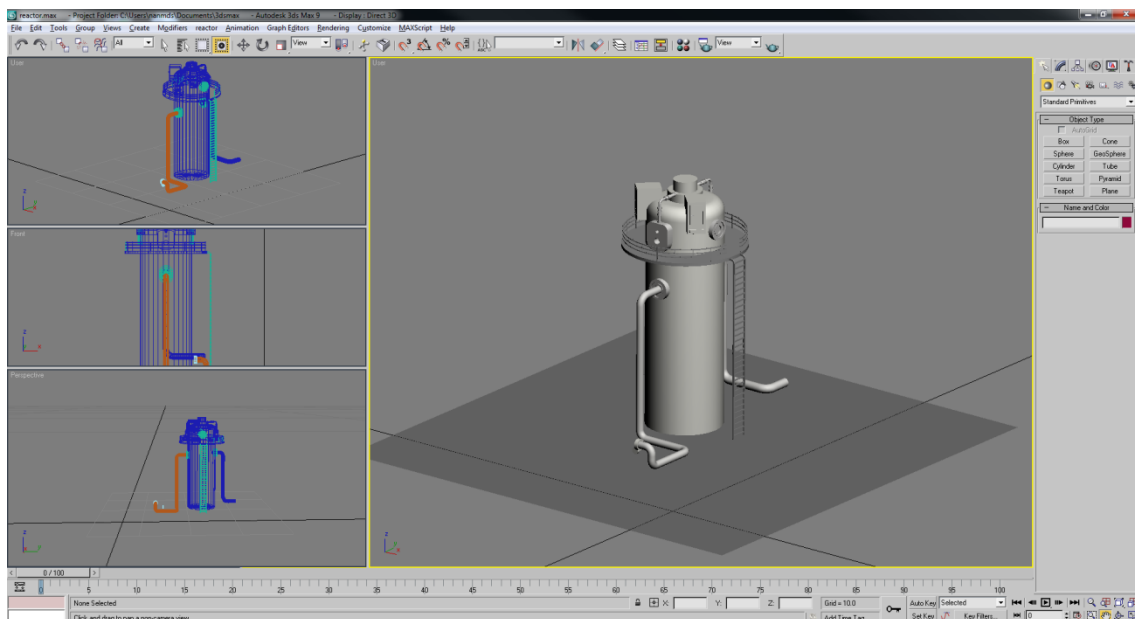 reactor.max - Project Folder: C:\Users\nanmds\Documents\3dsmax - Autodesk 3ds Max 9 - Display : Direct 3D
File Edit Tools Group Views Create Modifiers reactor Animation Graph Editors Rendering Customize MAXScript Help
All View View
User
User
Front
Perspective
Standard Primitives
Object Type
AutoGrid
Box Cone
Sphere GeoSphere
Cylinder Tube
Torus Pyramid
Teapot Plane
Name and Color
0 / 100
0 5 10 15 20 25 30 35 40 45 50 55 60 65 70 75 80 85 90 95 100
None Selected X: Y: Z: Grid = 10.0 Auto Key Selected
Click and drag to pan a non-camera view Add Time Tag Set Key Key Filters... 0